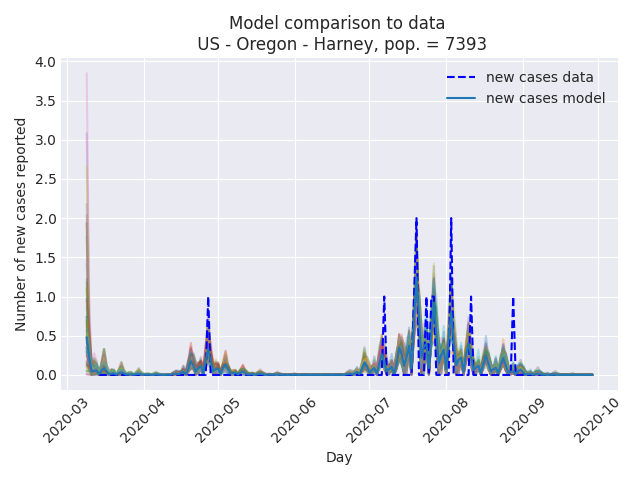 Model comparison to data
US - Oregon - Harney, pop. = 7393
new cases data
new cases model
Number of new cases reported
4.0
3.5
3.0
2.5
2.0
1.5
1.0
0.5
0.0
2020-03
2020-04
2020-05
2020-06
2020-07
2020-08
2020-09
2020-10
Day